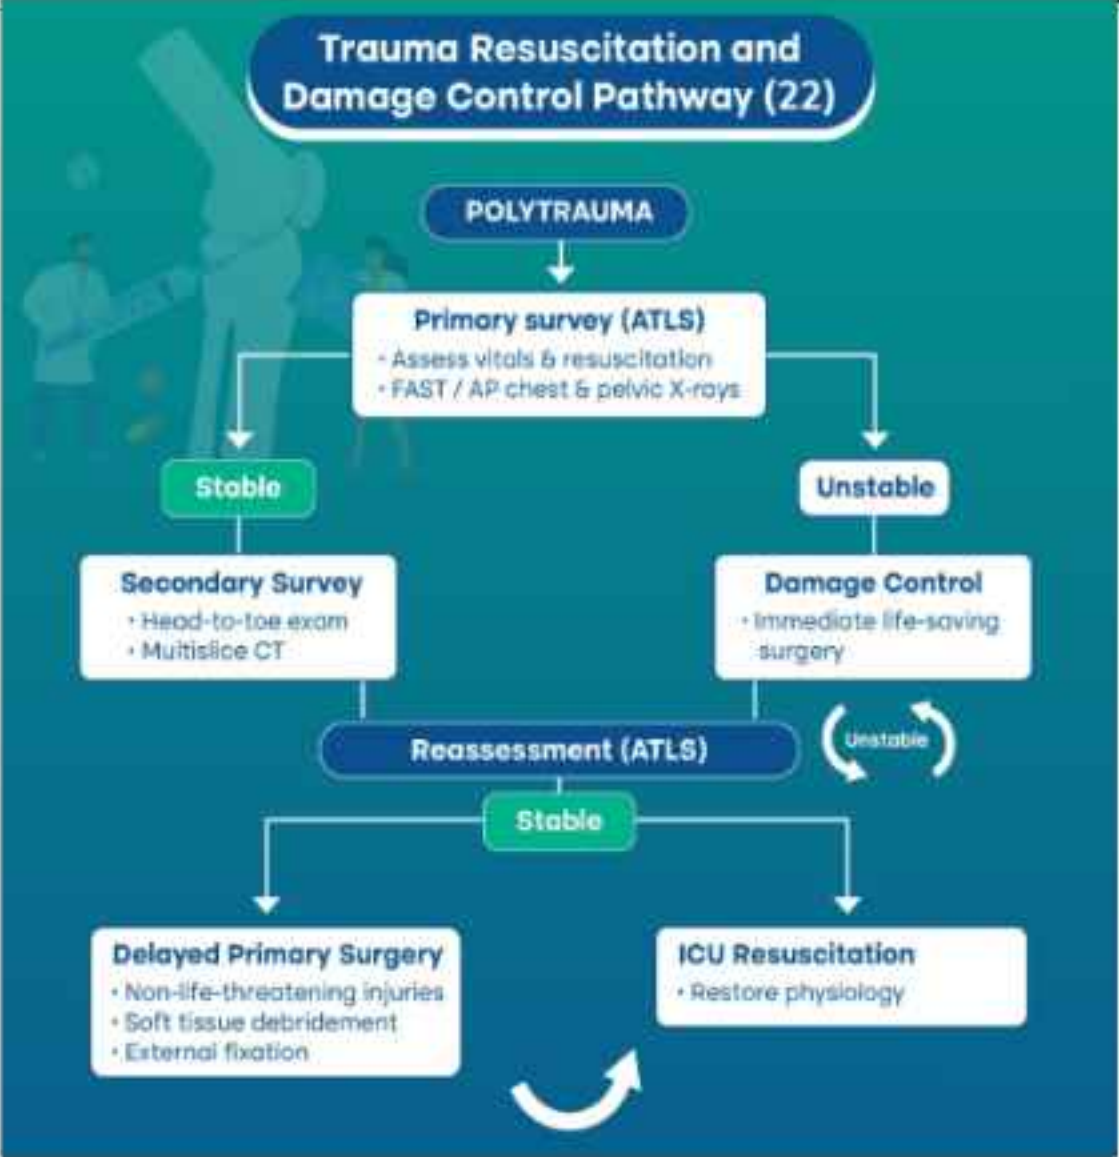 Trauma Resuscitation and
Damage Control Pathway (22)
POLYTRAUMA
Primary survey (ATLS)
• Assess vitals & resuscitation
• FAST / AP chest & pelvic X-rays
Stable
Unstable
Secondary Survey
• Head-to-toe exam
• Multislice CT
Damage Control
• Immediate life-saving
surgery
Reassessment (ATLS)
Unstable
Stable
Delayed Primary Surgery
• Non-life-threatening injuries
• Soft tissue debridement
• External fixation
ICU Resuscitation
• Restore physiology